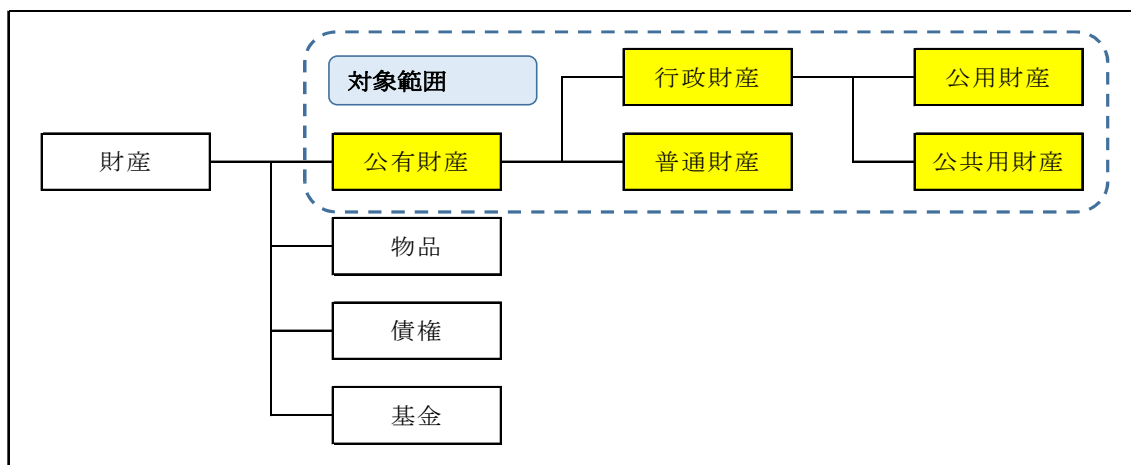 対象範囲
行政財産
公用財産
財産
公有財産
普通財産
公共用財産
物品
債権
基金